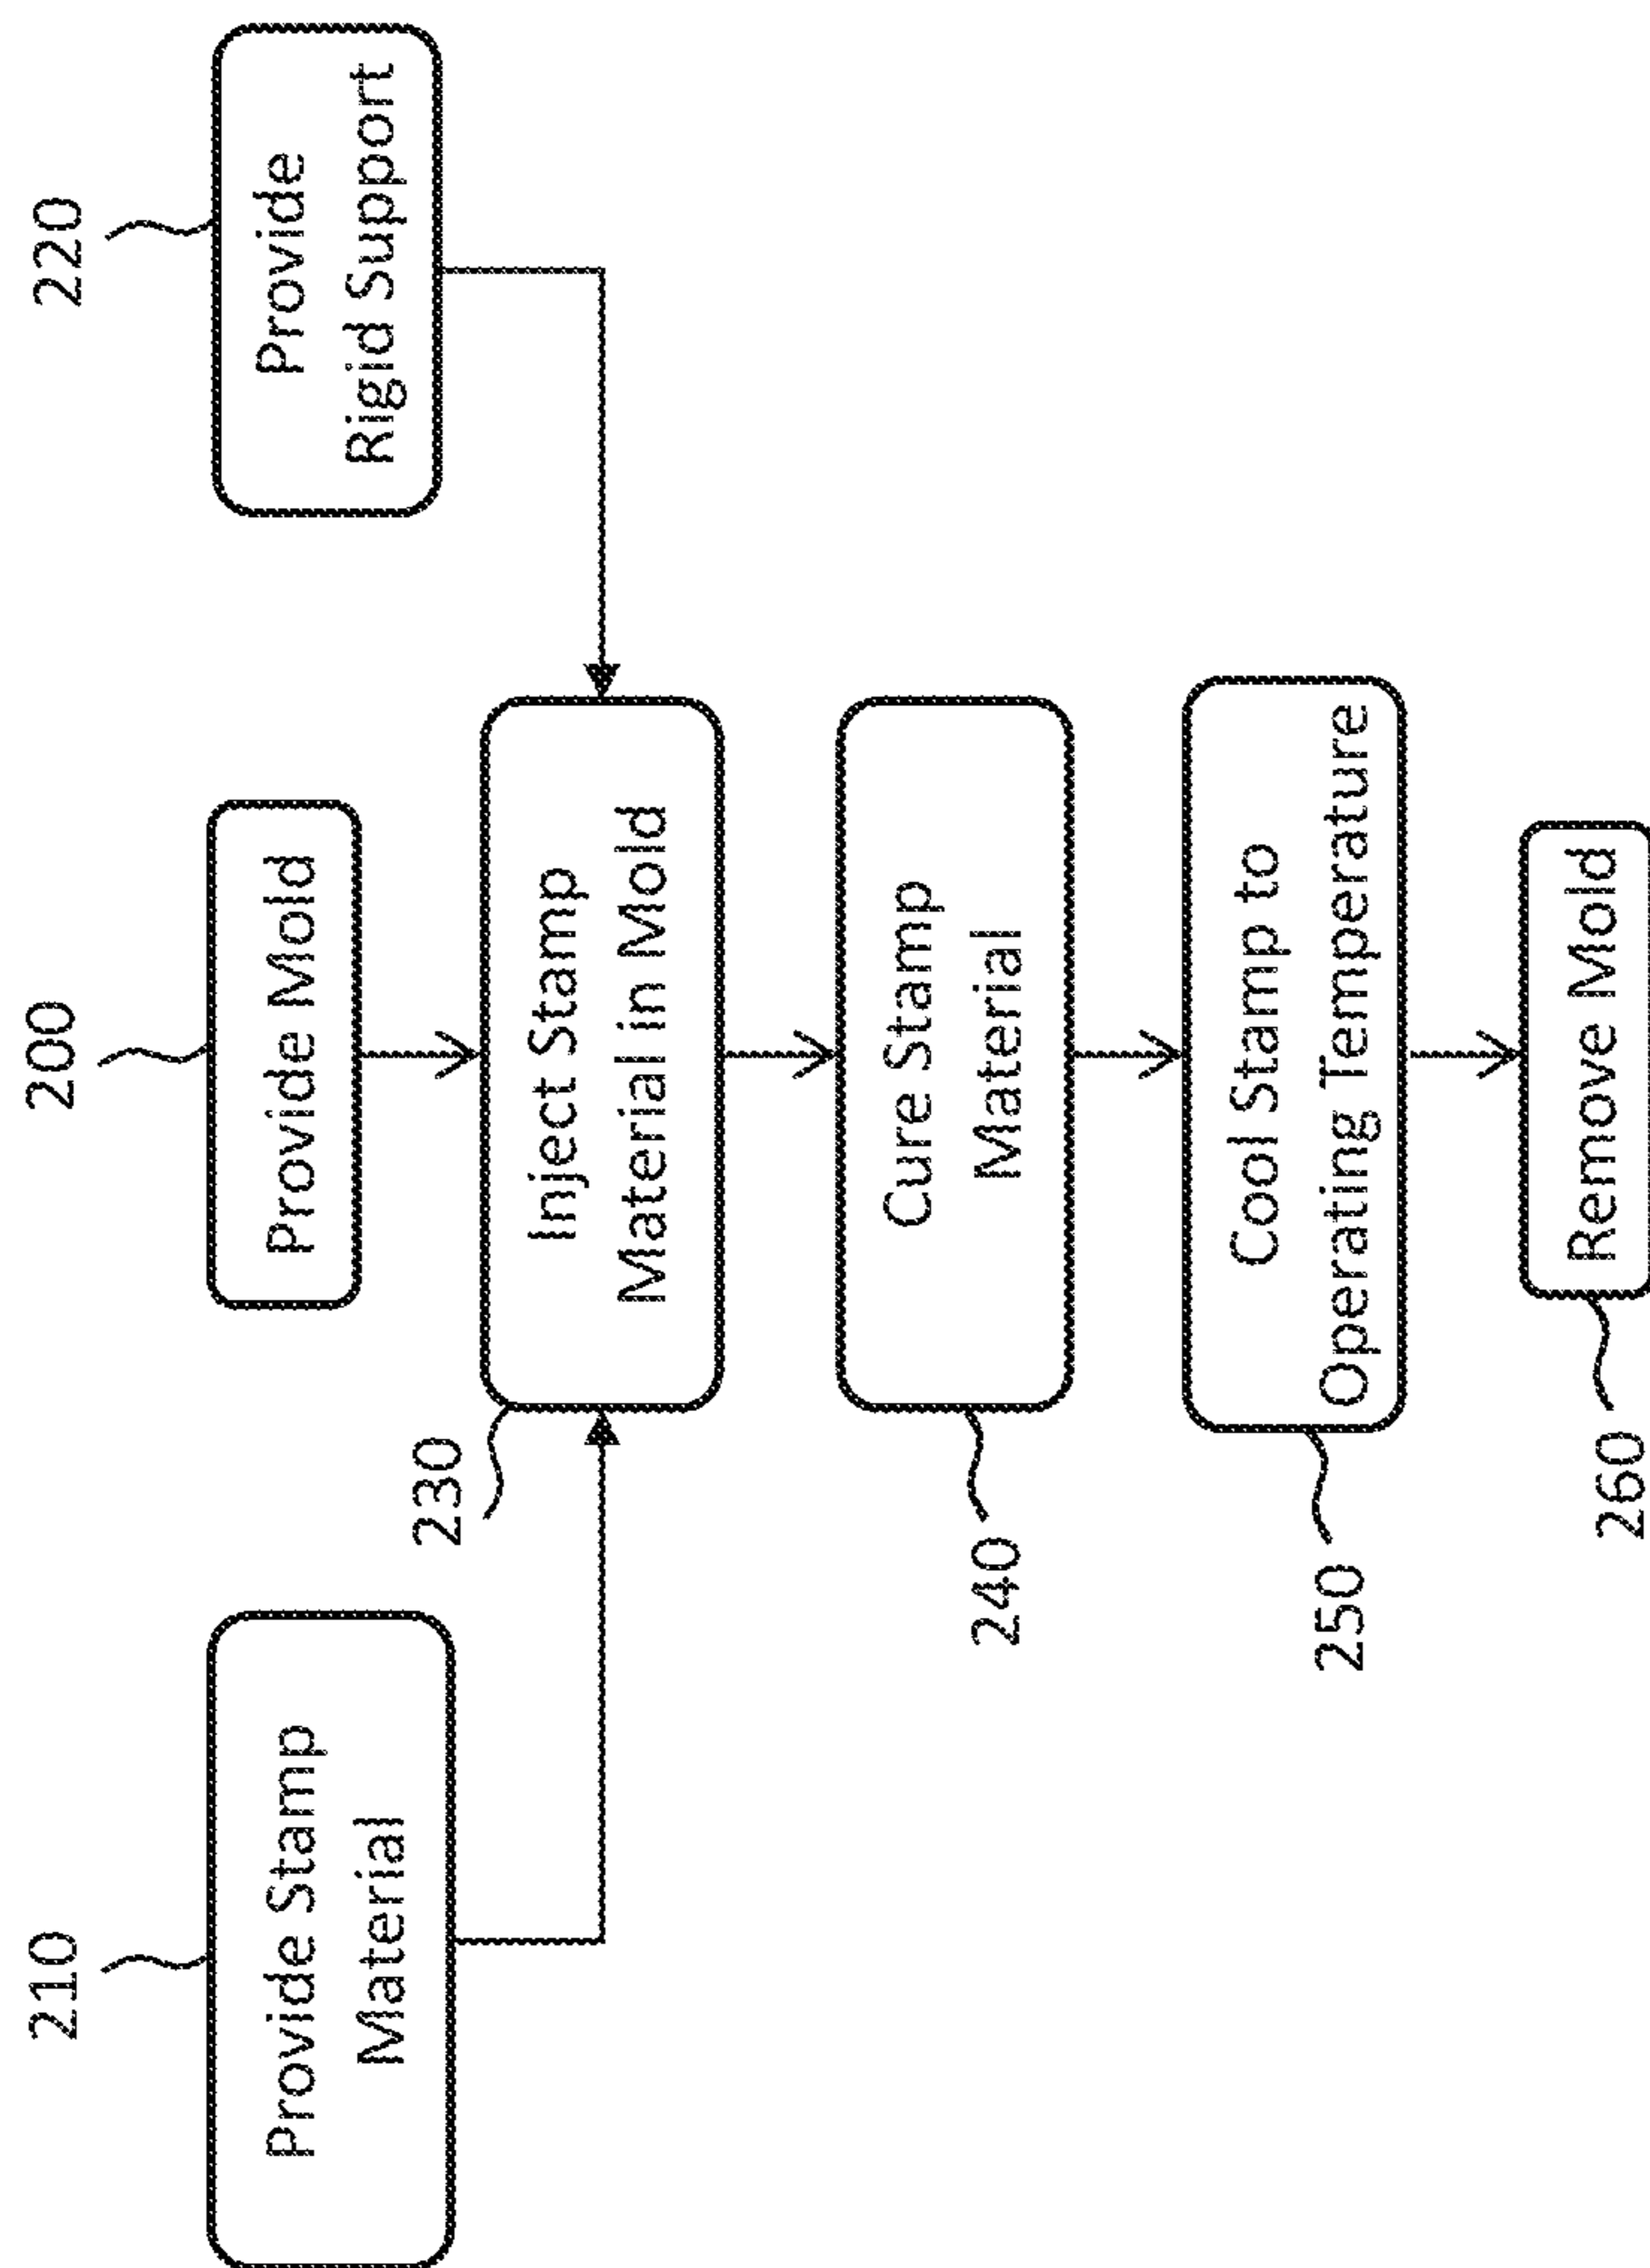 210
Provide Stamp
Material
200
Provide Mold
220
Provide
Rigid Support
230
Inject Stamp
Material in Mold
240
Cure Stamp
Material
250
Cool Stamp to
Operating Temperature
260
Remove Mold